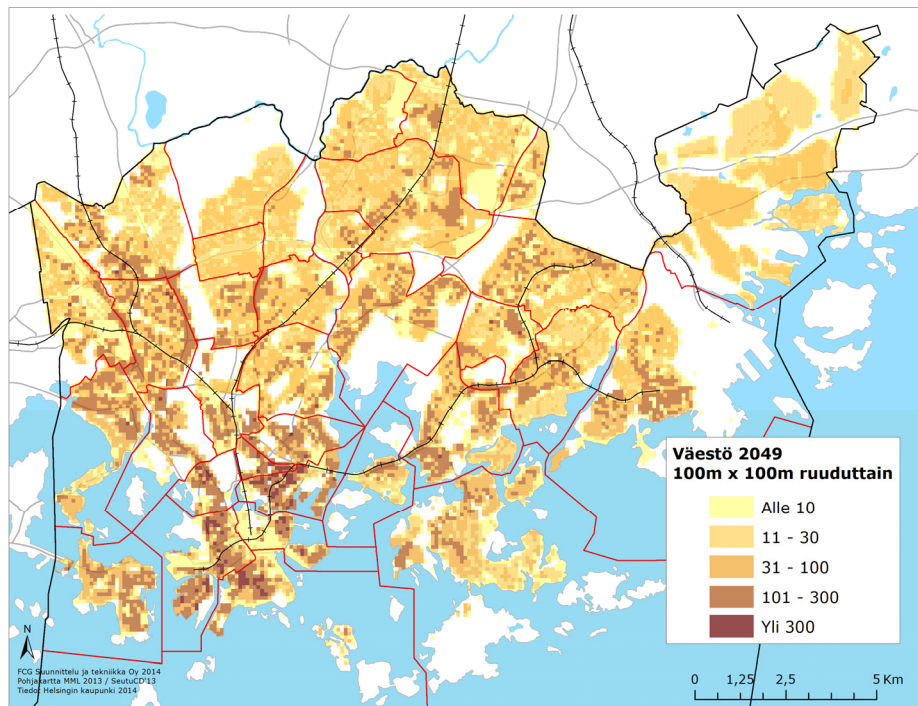 Väestö 2049
100m x 100m ruuduttain
Alle 10
11 - 30
31 - 100
101 - 300
Yli 300
N
FCG Suunnittelu ja tekniikka Oy 2014
Pohjakartta MML 2013 / SeutuCD'13
Tiedot Helsingin kaupunki 2014
0 1,25 2,5 5 Km